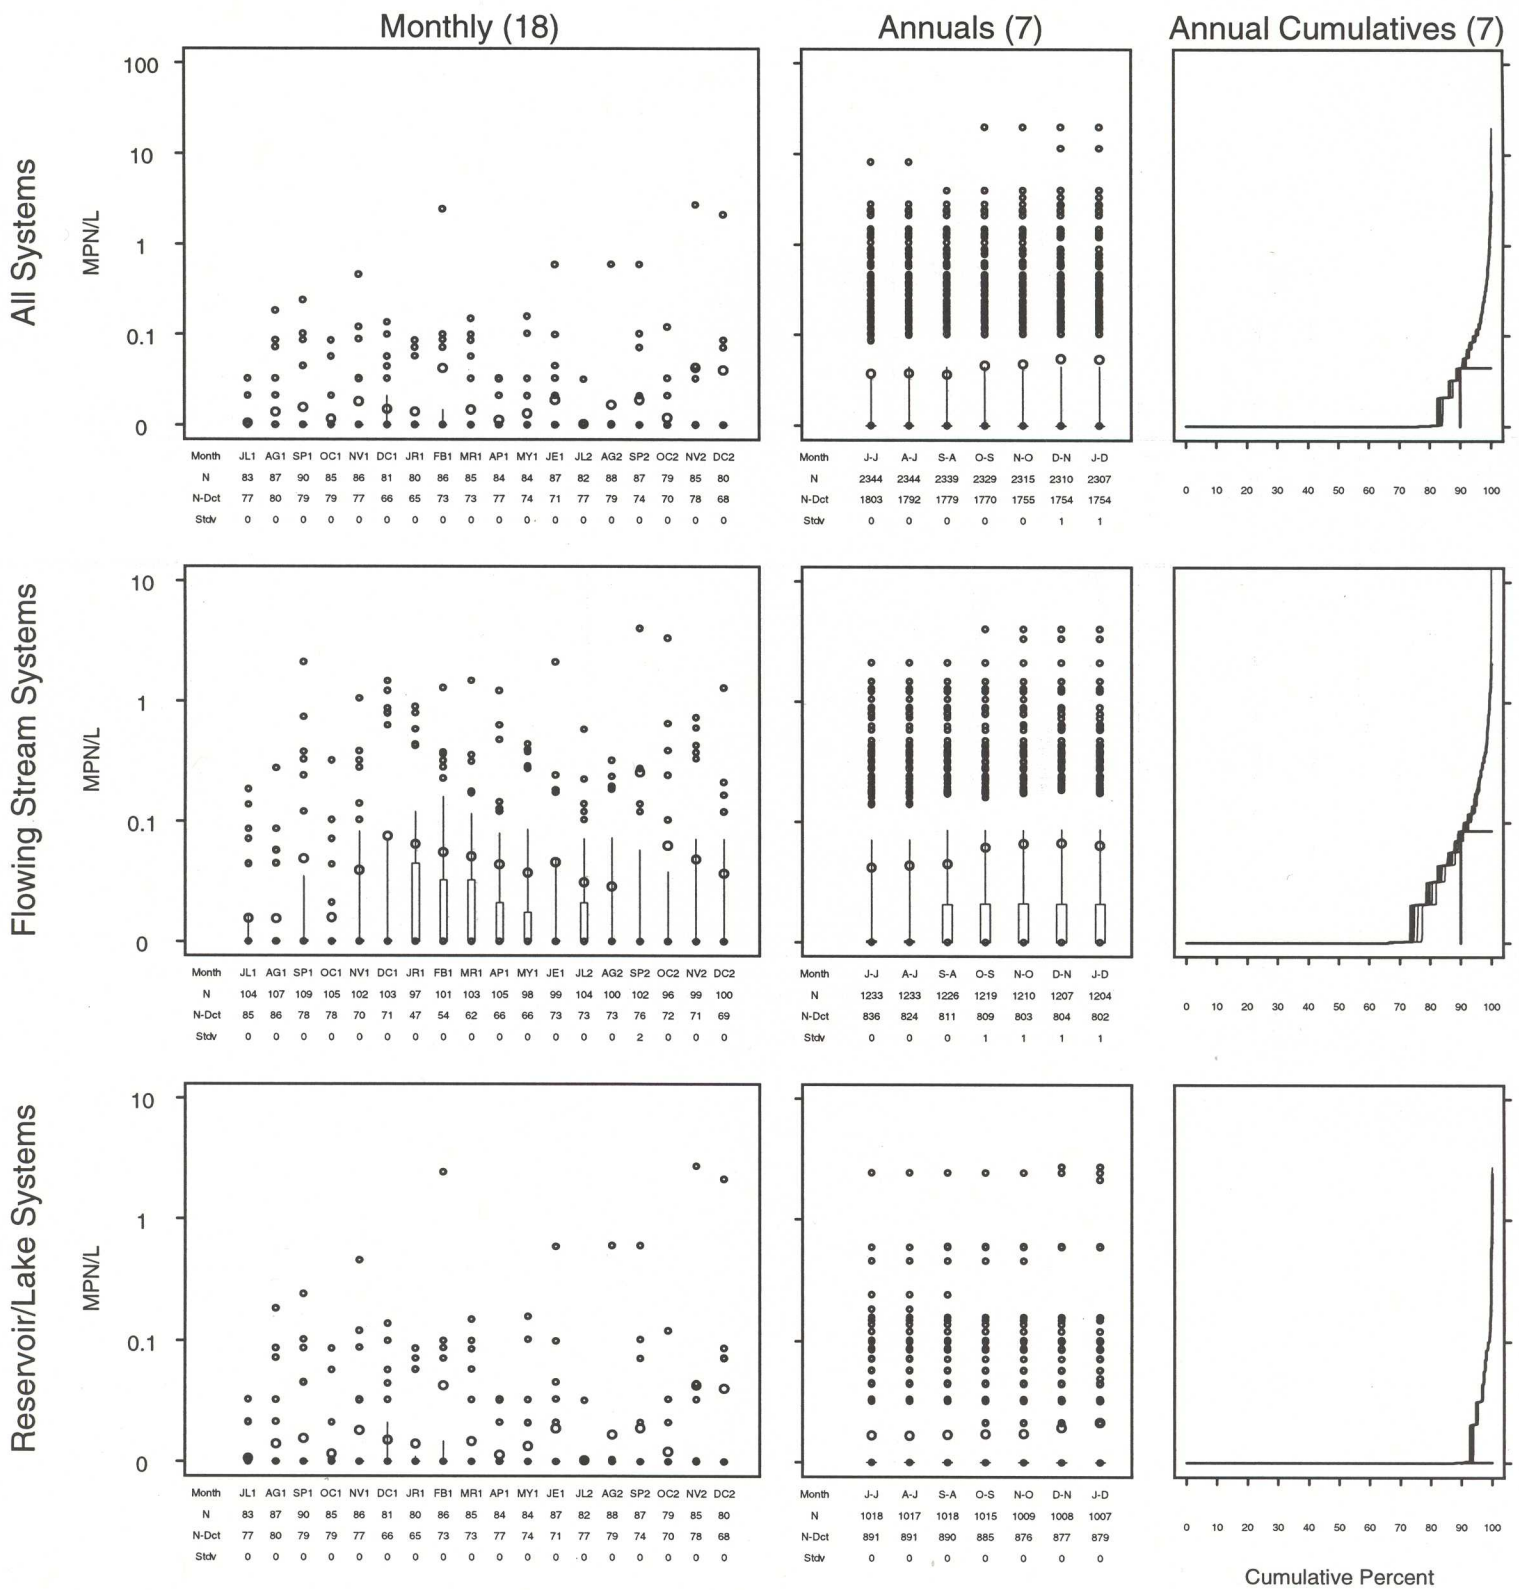 Monthly (18) Annuals (7) Annual Cumulatives (7)
All Systems
MPN/L
100
10
1
0.1
0
Month JL1 AG1 SP1 OC1 NV1 DC1 JR1 FB1 MR1 AP1 MY1 JE1 JL2 AG2 SP2 OC2 NV2 DC2
N 83 87 90 85 86 81 80 86 85 84 84 87 82 88 87 79 85 80
N-Dct 77 80 79 79 77 66 65 73 73 77 74 71 77 79 74 70 78 68
Stdv 0 0 0 0 0 0 0 0 0 0 0 0 0 0 0 0 0 0
Month J-J A-J S-A O-S N-O D-N J-D
N 2344 2344 2339 2329 2315 2310 2307
N-Dct 1803 1792 1779 1770 1755 1754 1754
Stdv 0 0 0 0 0 1 1
0 10 20 30 40 50 60 70 80 90 100
Flowing Stream Systems
MPN/L
10
1
0.1
0
Month JL1 AG1 SP1 OC1 NV1 DC1 JR1 FB1 MR1 AP1 MY1 JE1 JL2 AG2 SP2 OC2 NV2 DC2
N 104 107 109 105 102 103 97 101 103 105 98 99 104 100 102 96 99 100
N-Dct 85 86 78 78 70 71 47 54 62 66 66 73 73 73 76 72 71 69
Stdv 0 0 0 0 0 0 0 0 0 0 0 0 0 0 2 0 0 0
Month J-J A-J S-A O-S N-O D-N J-D
N 1233 1233 1226 1219 1210 1207 1204
N-Dct 836 824 811 809 803 804 802
Stdv 0 0 0 1 1 1 1
0 10 20 30 40 50 60 70 80 90 100
Reservoir/Lake Systems
MPN/L
10
1
0.1
0
Month JL1 AG1 SP1 OC1 NV1 DC1 JR1 FB1 MR1 AP1 MY1 JE1 JL2 AG2 SP2 OC2 NV2 DC2
N 83 87 90 85 86 81 80 86 85 84 84 87 82 88 87 79 85 80
N-Dct 77 80 79 79 77 66 65 73 73 77 74 71 77 79 74 70 78 68
Stdv 0 0 0 0 0 0 0 0 0 0 0 0 0 0 0 0 0 0
Month J-J A-J S-A O-S N-O D-N J-D
N 1018 1017 1018 1015 1009 1008 1007
N-Dct 891 891 890 885 876 877 879
Stdv 0 0 0 0 0 0 0
0 10 20 30 40 50 60 70 80 90 100
Cumulative Percent